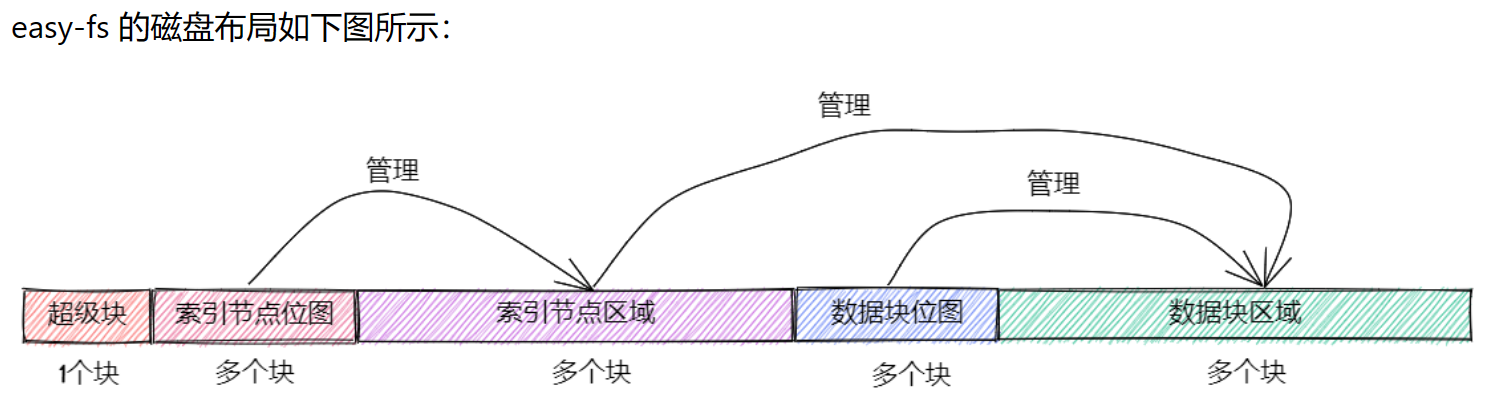 easy-fs 的磁盘布局如下图所示：
管理
管理
管理
超级块 索引节点位图 索引节点区域 数据块位图 数据块区域
1个块 多个块 多个块 多个块 多个块